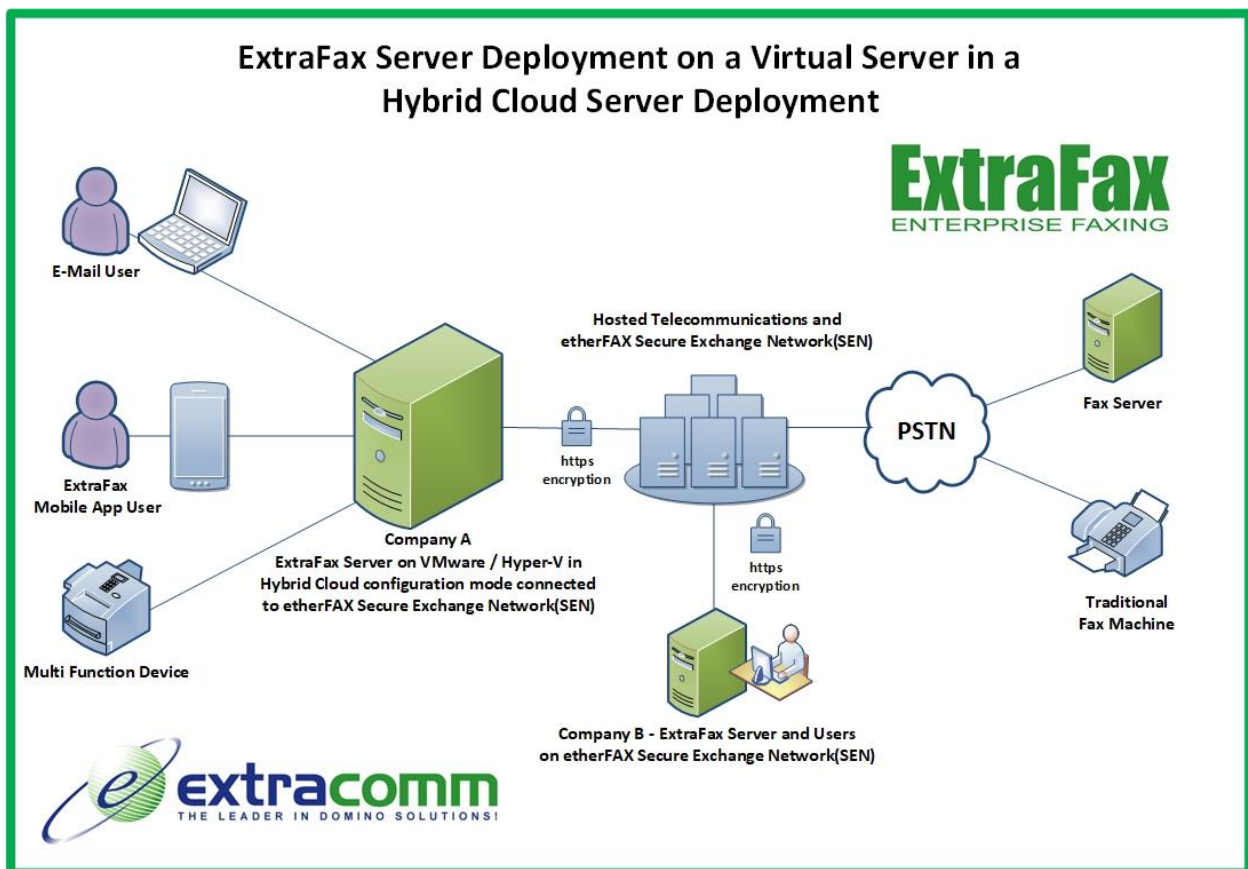 ExtraFax Server Deployment on a Virtual Server in a
Hybrid Cloud Server Deployment
ExtraFax
ENTERPRISE FAXING
E-Mail User
Hosted Telecommunications and
etherFAX Secure Exchange Network(SEN)
Fax Server
PSTN
https
encryption
ExtraFax
Mobile App User
Company A
ExtraFax Server on VMware / Hyper-V in
Hybrid Cloud configuration mode connected
to etherFAX Secure Exchange Network(SEN)
https
encryption
Traditional
Fax Machine
Multi Function Device
Company B - ExtraFax Server and Users
on etherFAX Secure Exchange Network(SEN)
e extracomm
THE LEADER IN DOMINO SOLUTIONS!